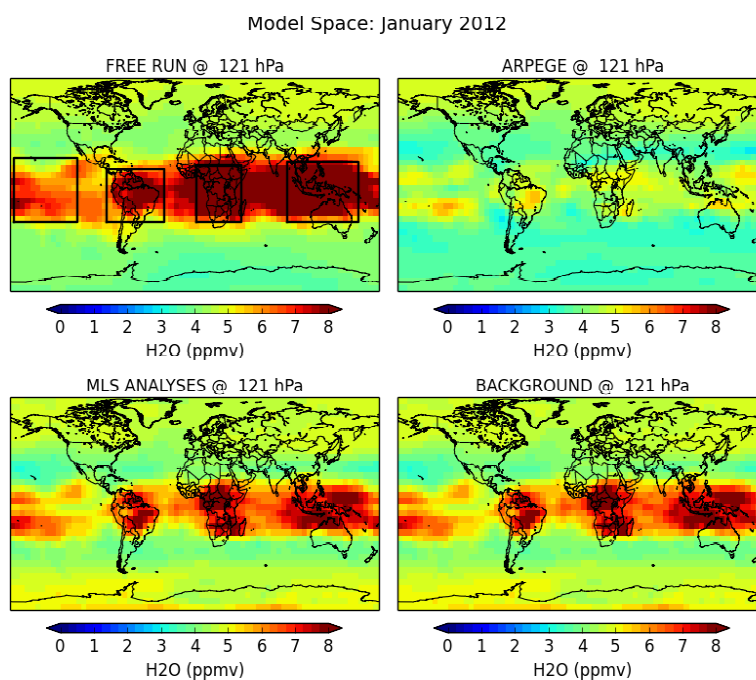 Model Space: January 2012
FREE RUN @ 121 hPa
ARPEGE @ 121 hPa
0 1 2 3 4 5 6 7 8
0 1 2 3 4 5 6 7 8
H2O (ppmv)
H2O (ppmv)
MLS ANALYSES @ 121 hPa
BACKGROUND @ 121 hPa
0 1 2 3 4 5 6 7 8
0 1 2 3 4 5 6 7 8
H2O (ppmv)
H2O (ppmv)